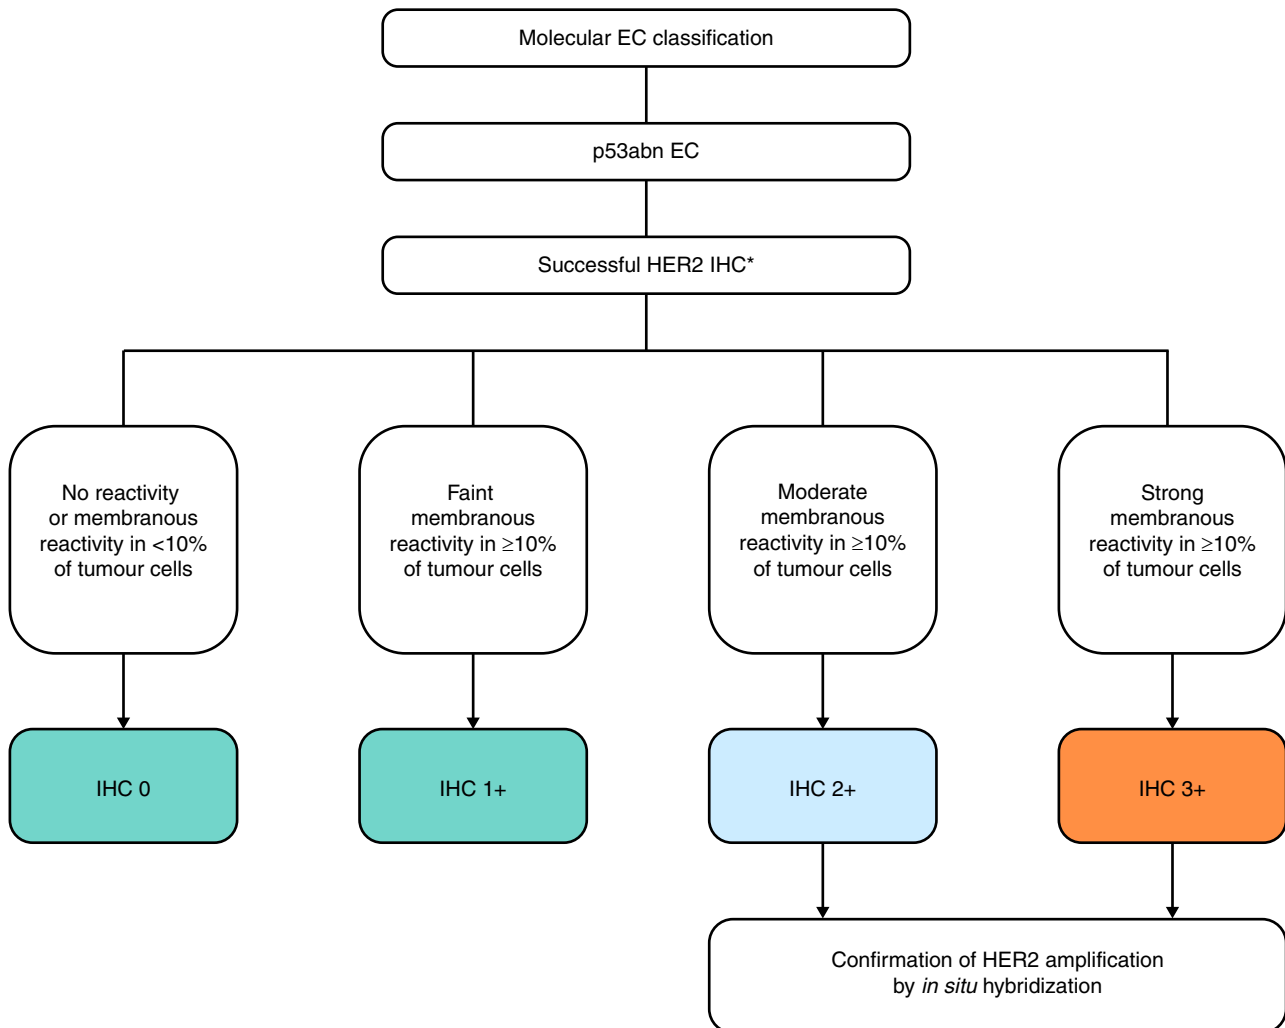 Molecular EC classification
p53abn EC
Successful HER2 IHC*
No reactivity
or membranous
reactivity in <10%
of tumour cells
Faint
membranous
reactivity in ≥10%
of tumour cells
Moderate
membranous
reactivity in ≥10%
of tumour cells
Strong
membranous
reactivity in ≥10%
of tumour cells
IHC 0
IHC 1+
IHC 2+
IHC 3+
Confirmation of HER2 amplification
by in situ hybridization